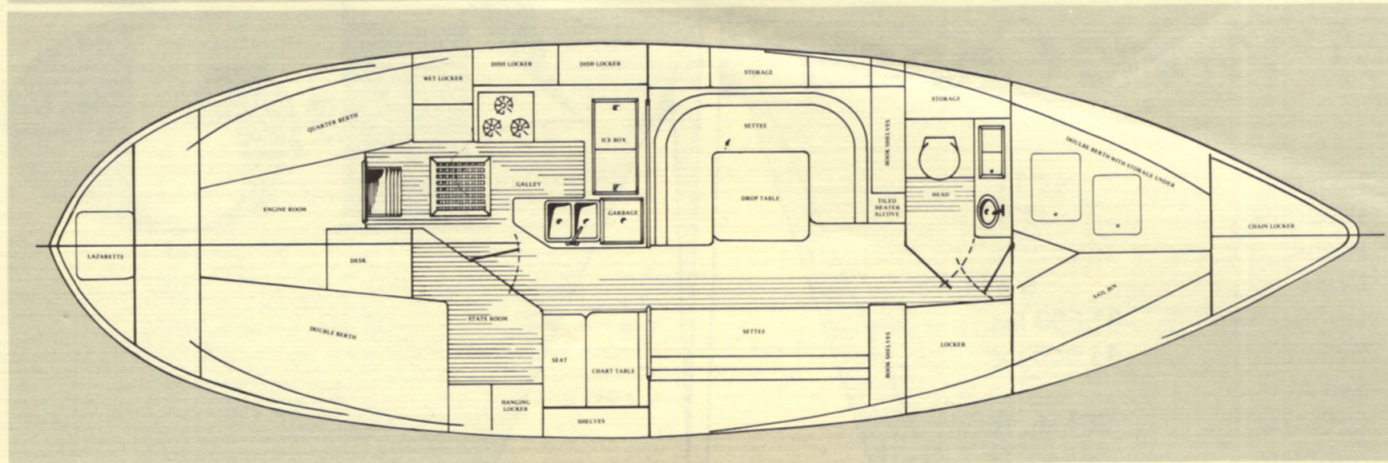 WET LOCKER
DISH LOCKER
DISH LOCKER
STORAGE
STORAGE
QUARTER BERTH
ICE BOX
SETTEE
BOOK SHELVES
DOULBE BERTH WITH STORAGE UNDER
GALLEY
HEAD
DROP TABLE
ENGINE ROOM
GARBAGE
TILED
HEATER
ALCOVE
CHAIN LOCKER
LAZARETTE
DESK
SAIL BIN
STATE ROOM
DOUBLE BERTH
SETTEE
LOCKER
BOOK SHELVES
SEAT
CHART TABLE
HANGING
LOCKER
SHELVES